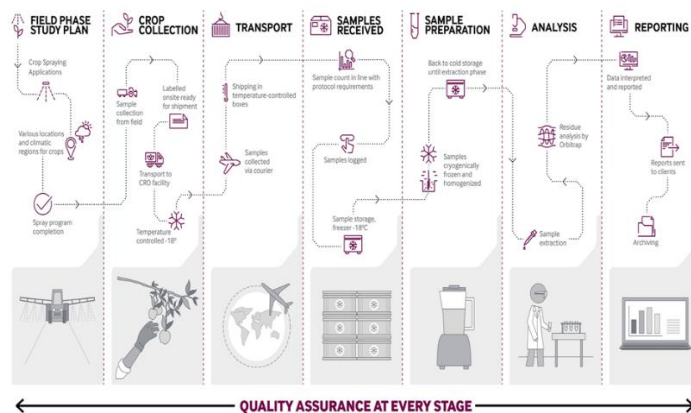 FIELD PHASE
STUDY PLAN
Crop Spraying
Applications
Various locations
and climatic
regions for crops
Spray program
completion
CROP
COLLECTION
Sample
collection
from field
Labelled
onsite ready
for shipment
Transport to
CRO facility
Temperature
controlled -18°
TRANSPORT
Shipping in
temperature-controlled
boxes
Samples
collected
via courier
SAMPLES
RECEIVED
Sample count in line with
protocol requirements
Samples logged
Sample storage,
freezer -18°C
SAMPLE
PREPARATION
Back to cold storage
until extraction phase
Samples
cryogenically
frozen and
homogenized
ANALYSIS
Residue
analysis by
Orbitrap
Sample
extraction
REPORTING
Data interpreted
and reported
Reports sent
to clients
Archiving
QUALITY ASSURANCE AT EVERY STAGE